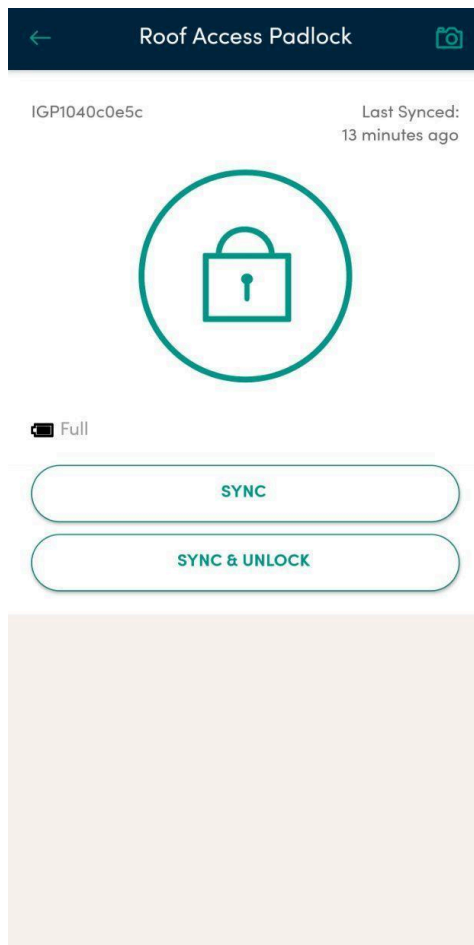 Roof Access Padlock
IGP1040c0e5c
Last Synced:
13 minutes ago
Full
SYNC
SYNC & UNLOCK